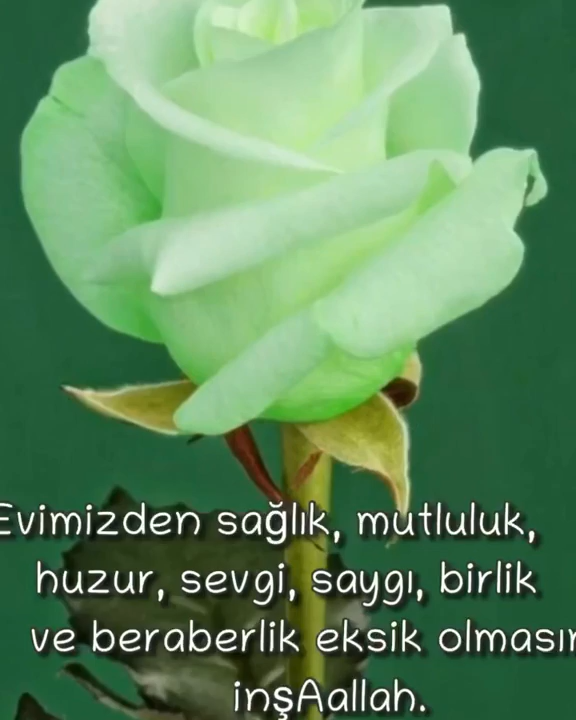 Evimizden sağlık, mutluluk,
huzur, sevgi, saygı, birlik
ve beraberlik eksik olmasın
inşAallah.